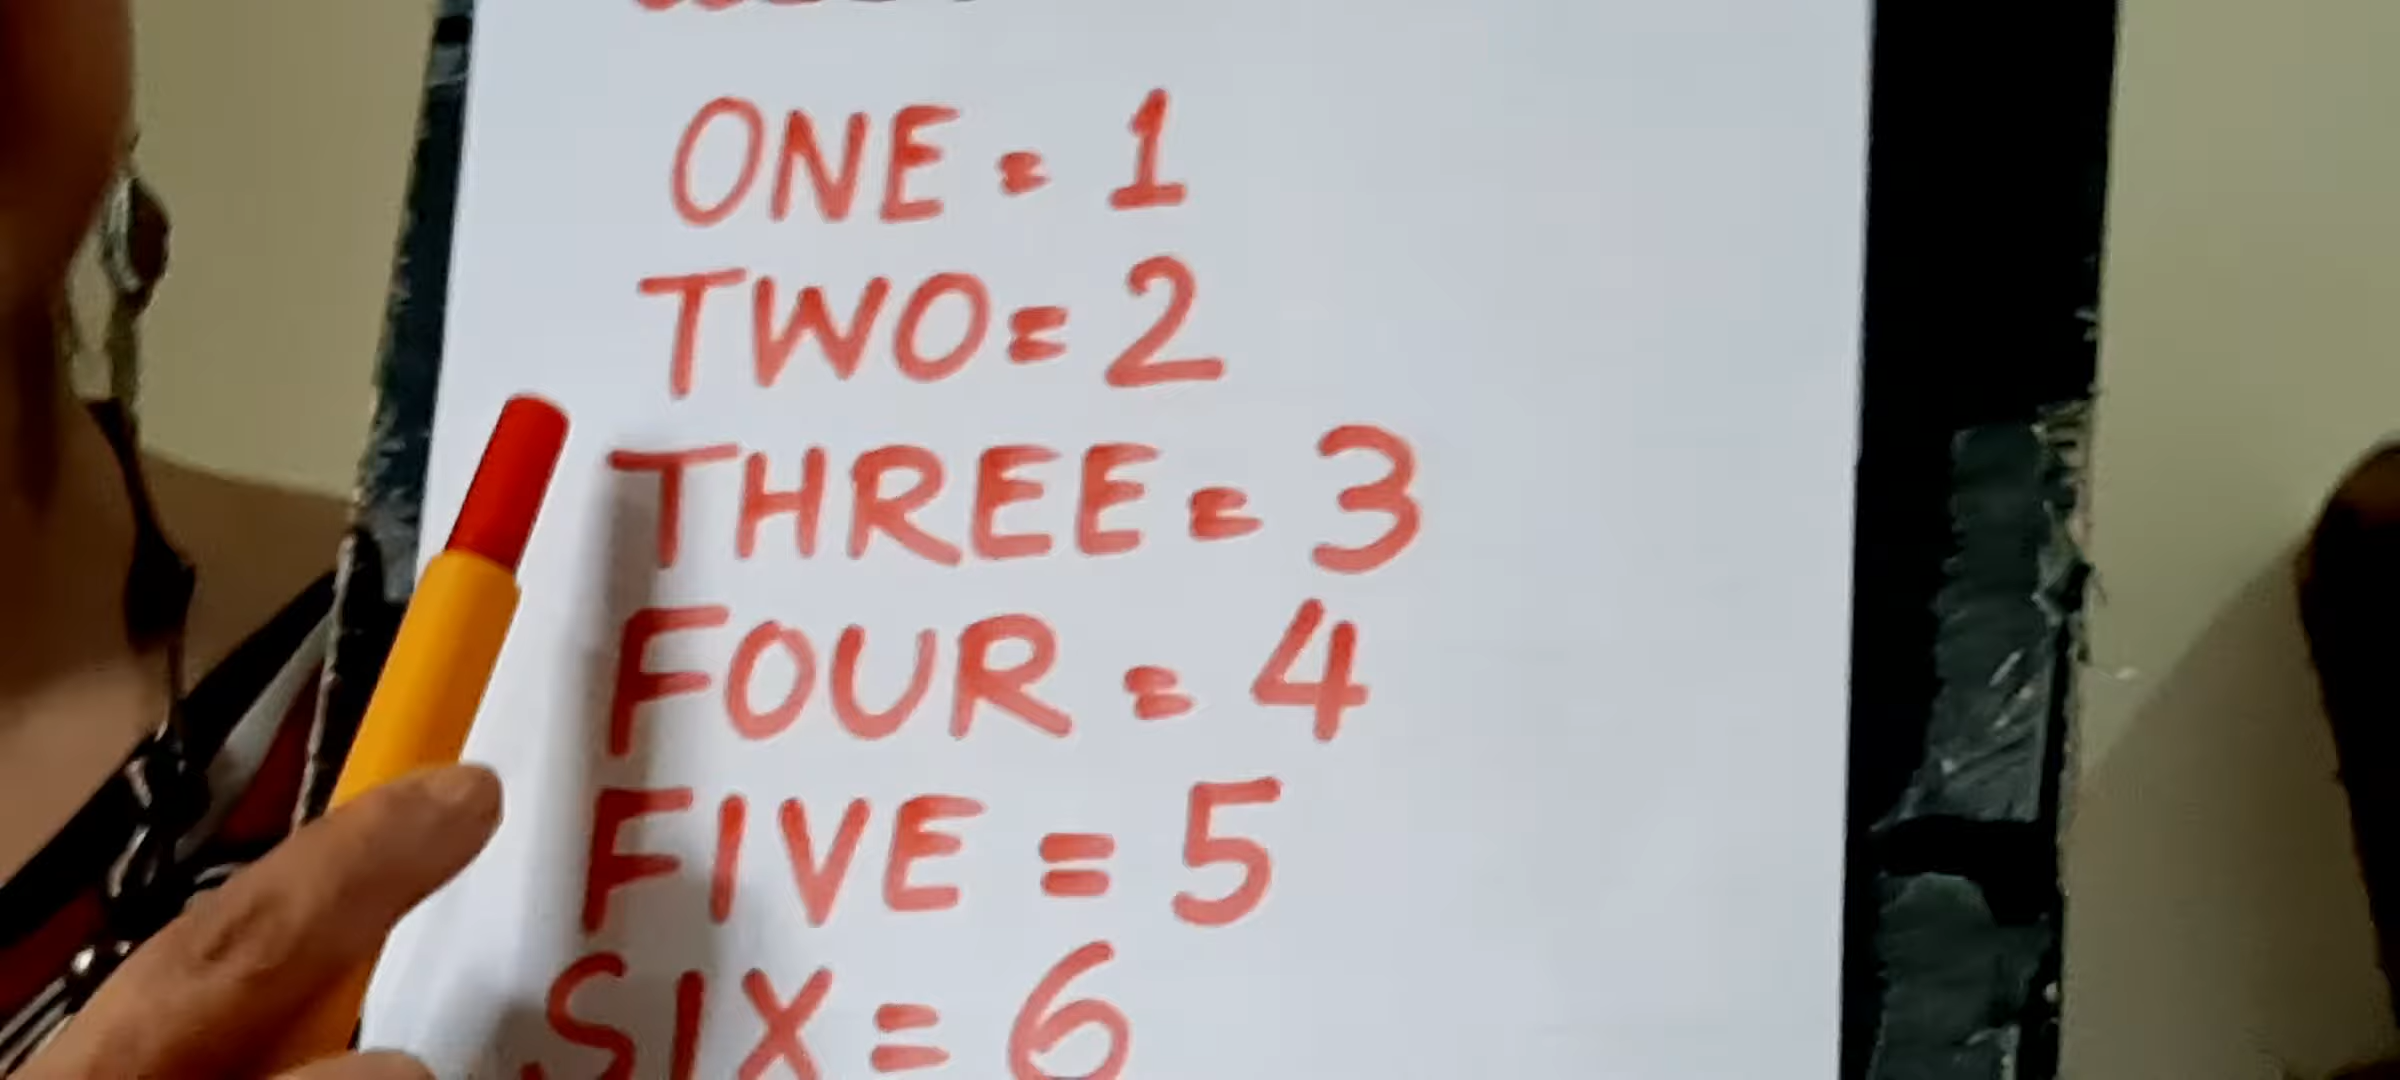 ONE = 1
TWO = 2
THREE = 3
FOUR = 4
FIVE = 5
SIX = 6